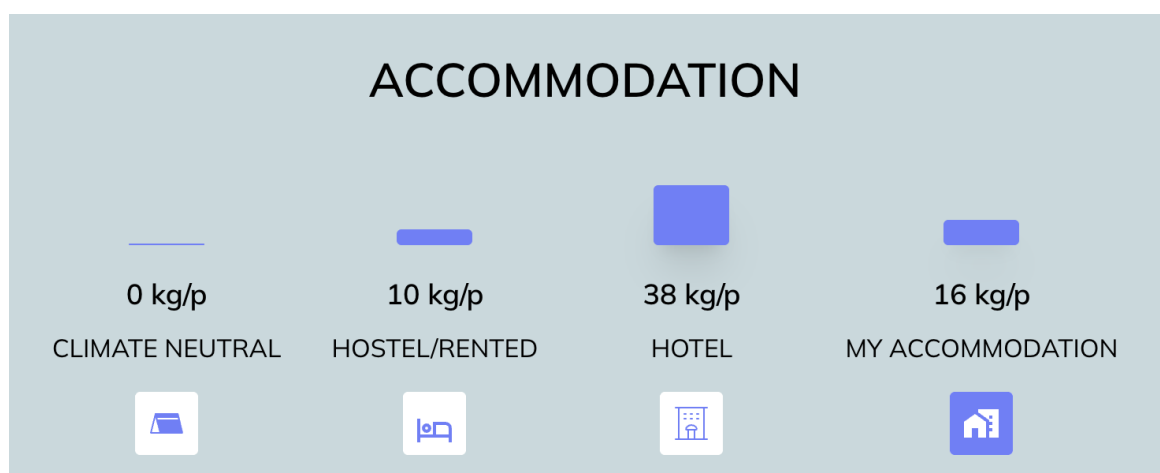 ACCOMMODATION
0 kg/p
10 kg/p
38 kg/p
16 kg/p
CLIMATE NEUTRAL
HOSTEL/RENTED
HOTEL
MY ACCOMMODATION